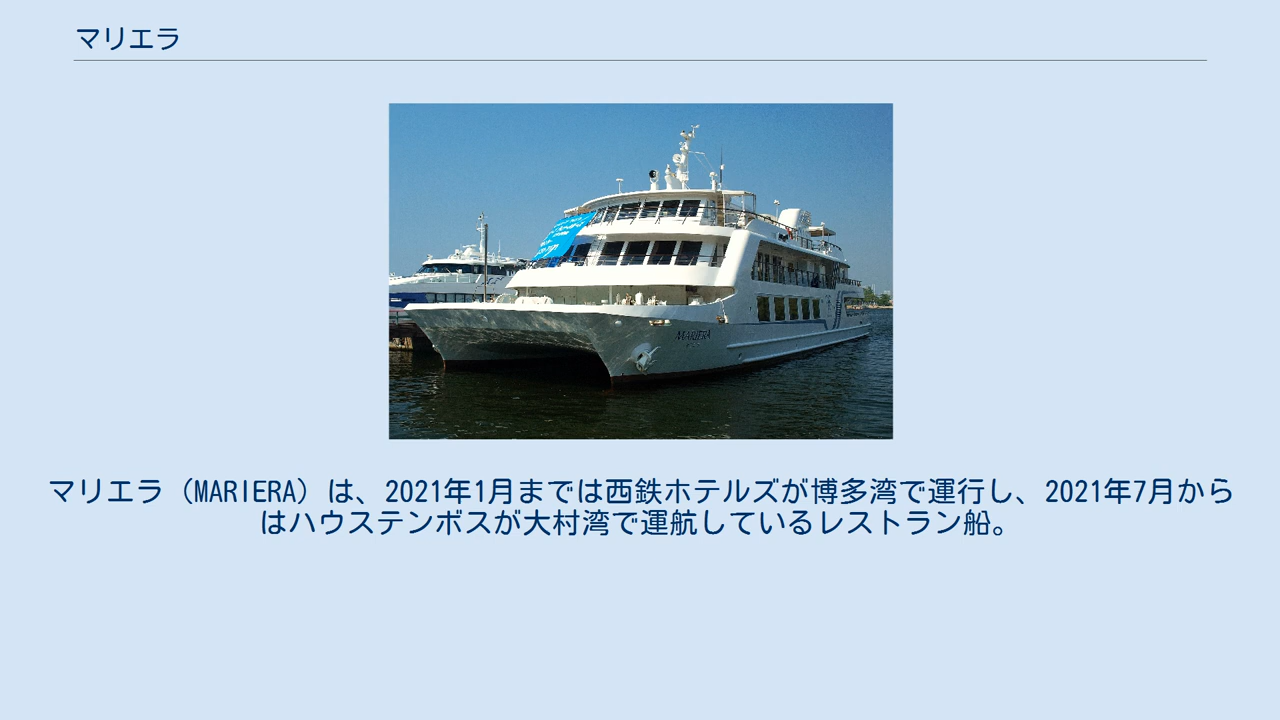 マリエラ
MARIERA
マリエラ（MARIERA）は、2021年1月までは西鉄ホテルズが博多湾で運行し、2021年7月から
はハウステンボスが大村湾で運航しているレストラン船。